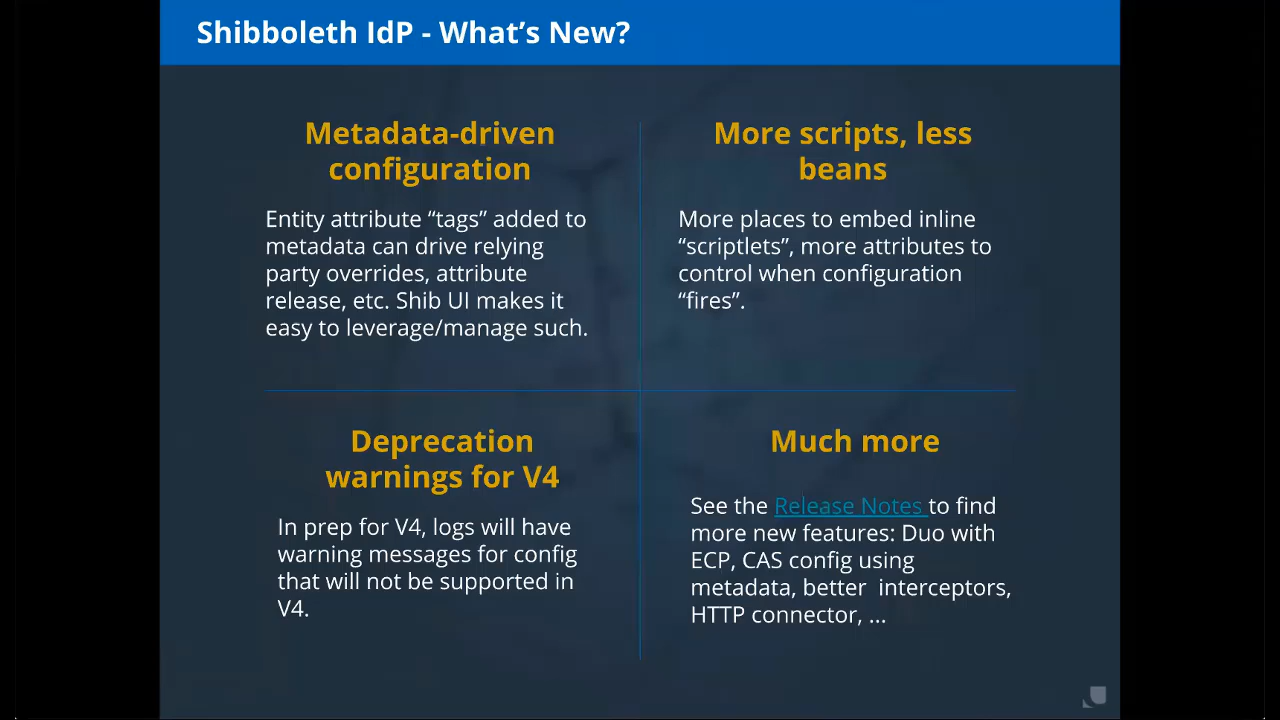 Shibboleth IdP - What’s New?
Metadata-driven
configuration
Entity attribute “tags” added to
metadata can drive relying
party overrides, attribute
release, etc. Shib UI makes it
easy to leverage/manage such.
More scripts, less
beans
More places to embed inline
“scriptlets”, more attributes to
control when configuration
“fires”.
Deprecation
warnings for V4
In prep for V4, logs will have
warning messages for config
that will not be supported in
V4.
Much more
See the Release Notes to find
more new features: Duo with
ECP, CAS config using
metadata, better  interceptors,
HTTP connector, ...